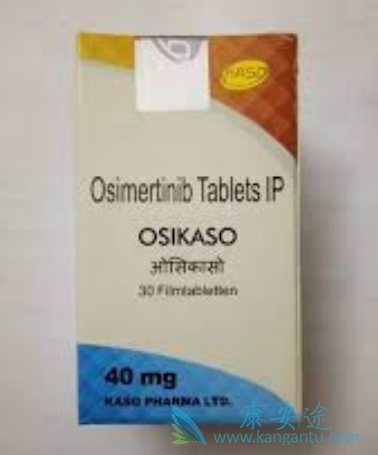 KASO
Osimertinib Tablets IP
OSIKASO
ओसिकासो
30 Filmtabletten
40 mg
KASO PHARMA LTD.
康安途
www.kangantu.com